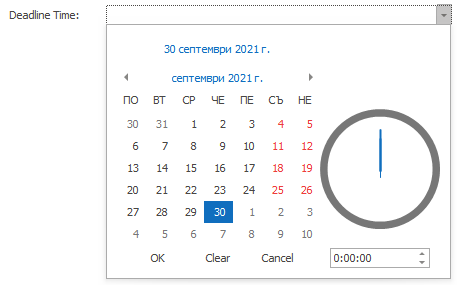 Deadline Time:
30 септември 2021 г.
септември 2021 г.
ПО ВТ СР ЧЕ ПЕ СЪ НЕ
30 31 1 2 3 4 5
6 7 8 9 10 11 12
13 14 15 16 17 18 19
20 21 22 23 24 25 26
27 28 29 30 1 2 3
4 5 6 7 8 9 10
OK Clear Cancel 0:00:00